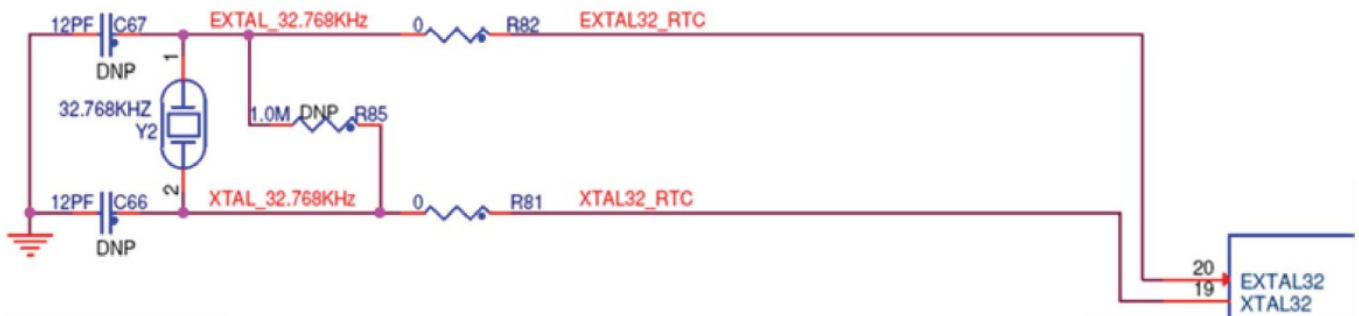 12PF C67 EXTAL_32.768KHz 0 R82 EXTAL32_RTC
DNP
1
32.768KHZ
Y2
1.0M DNP R85
2
12PF C66 XTAL_32.768KHz 0 R81 XTAL32_RTC
DNP
20 EXTAL32
19 XTAL32